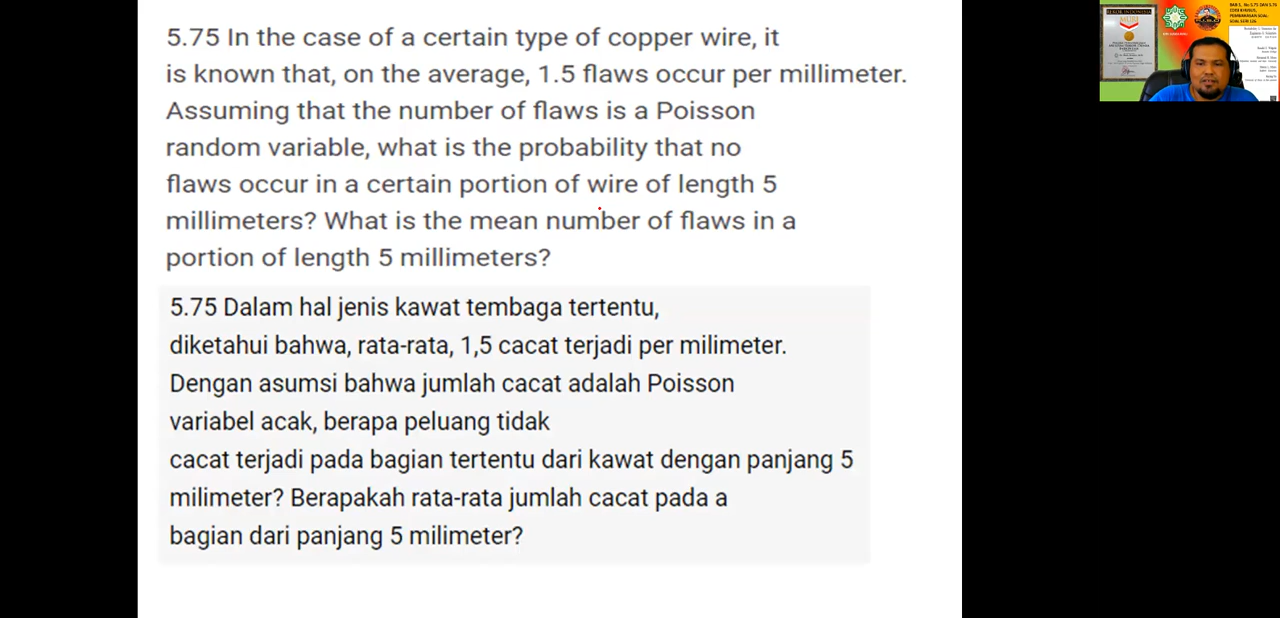 5.75 In the case of a certain type of copper wire, it
is known that, on the average, 1.5 flaws occur per millimeter.
Assuming that the number of flaws is a Poisson
random variable, what is the probability that no
flaws occur in a certain portion of wire of length 5
millimeters? What is the mean number of flaws in a
portion of length 5 millimeters?
5.75 Dalam hal jenis kawat tembaga tertentu,
diketahui bahwa, rata-rata, 1,5 cacat terjadi per milimeter.
Dengan asumsi bahwa jumlah cacat adalah Poisson
variabel acak, berapa peluang tidak
cacat terjadi pada bagian tertentu dari kawat dengan panjang 5
milimeter? Berapakah rata-rata jumlah cacat pada a
bagian dari panjang 5 milimeter?
MURI